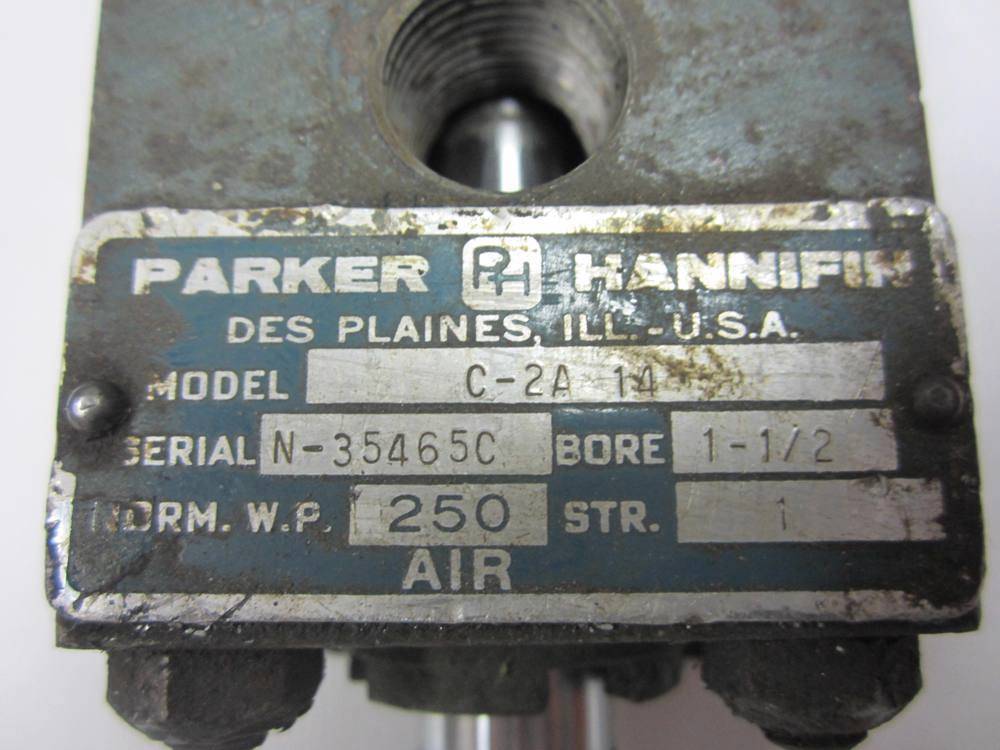 PARKER PH HANNIFIN
DES PLAINES, ILL. - U.S.A.
MODEL C-2A 14
SERIAL N-35465C BORE 1-1/2
NORM. W.P. 250 STR. 1
AIR